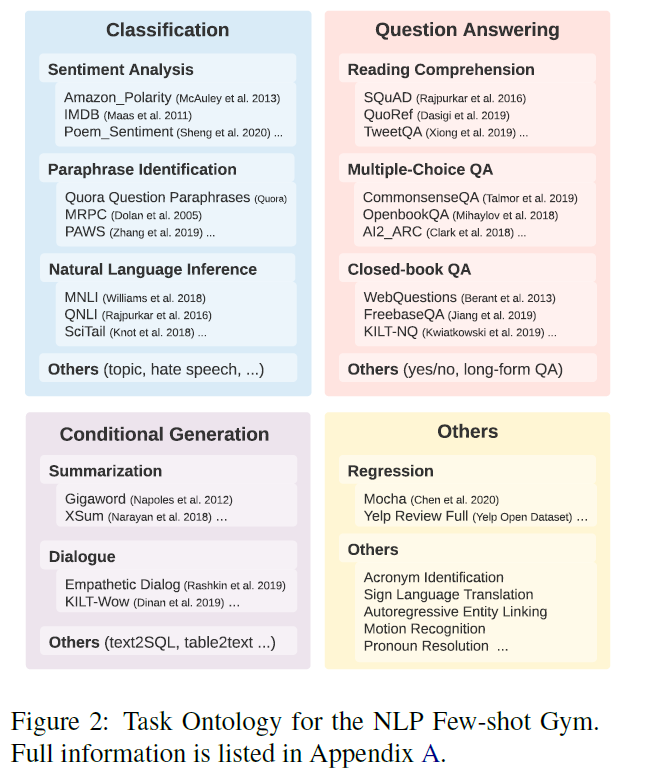 Classification
Sentiment Analysis
Amazon_Polarity (McAuley et al. 2013)
IMDB (Maas et al. 2011)
Poem_Sentiment (Sheng et al. 2020) ...
Paraphrase Identification
Quora Question Paraphrases (Quora)
MRPC (Dolan et al. 2005)
PAWS (Zhang et al. 2019) ...
Natural Language Inference
MNLI (Williams et al. 2018)
QNLI (Rajpurkar et al. 2016)
SciTail (Knot et al. 2018) ...
Others (topic, hate speech, ...)
Question Answering
Reading Comprehension
SQuAD (Rajpurkar et al. 2016)
QuoRef (Dasigi et al. 2019)
TweetQA (Xiong et al. 2019) ...
Multiple-Choice QA
CommonsenseQA (Talmor et al. 2019)
OpenbookQA (Mihaylov et al. 2018)
AI2_ARC (Clark et al. 2018) ...
Closed-book QA
WebQuestions (Berant et al. 2013)
FreebaseQA (Jiang et al. 2019)
KILT-NQ (Kwiatkowski et al. 2019) ...
Others (yes/no, long-form QA)
Conditional Generation
Summarization
Gigaword (Napoles et al. 2012)
XSum (Narayan et al. 2018) ...
Dialogue
Empathetic Dialog (Rashkin et al. 2019)
KILT-Wow (Dinan et al. 2019) ...
Others (text2SQL, table2text ...)
Others
Regression
Mocha (Chen et al. 2020)
Yelp Review Full (Yelp Open Dataset) ...
Others
Acronym Identification
Sign Language Translation
Autoregressive Entity Linking
Motion Recognition
Pronoun Resolution ...
Figure 2: Task Ontology for the NLP Few-shot Gym.
Full information is listed in Appendix A.